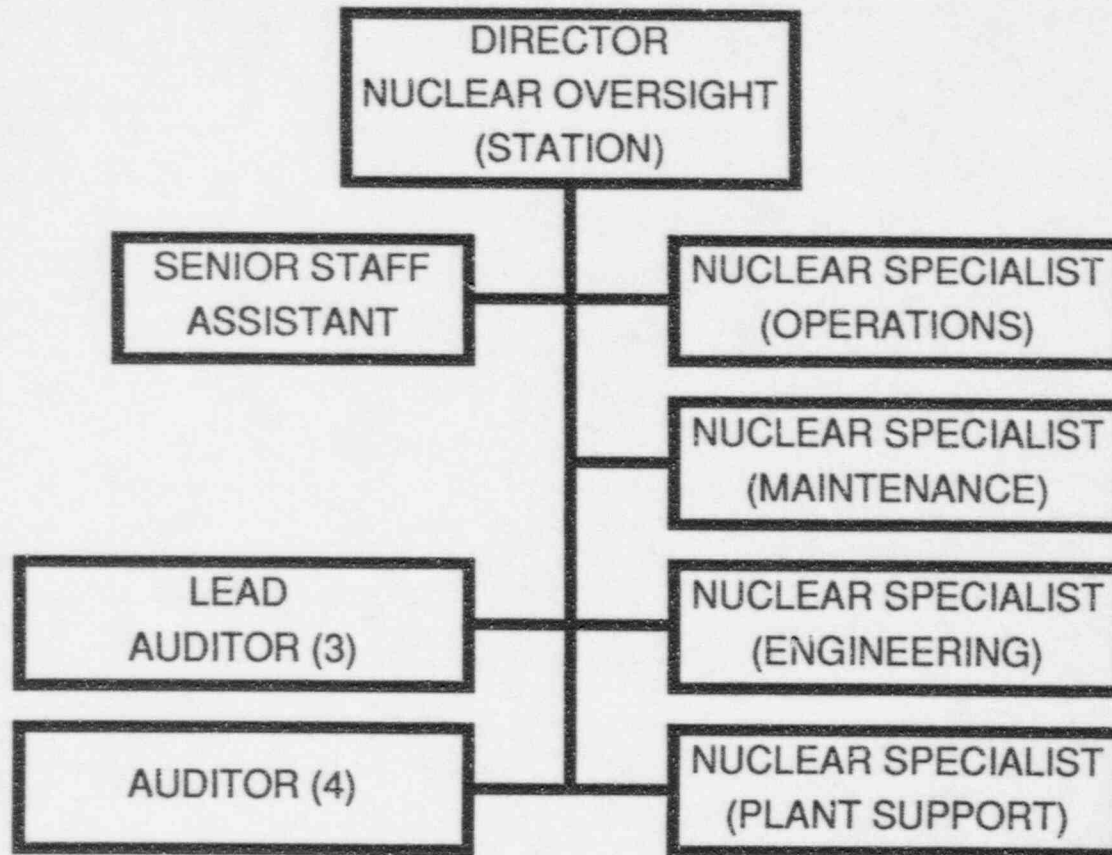 DIRECTOR
NUCLEAR OVERSIGHT
(STATION)
SENIOR STAFF
ASSISTANT
NUCLEAR SPECIALIST
(OPERATIONS)
NUCLEAR SPECIALIST
(MAINTENANCE)
LEAD
AUDITOR (3)
NUCLEAR SPECIALIST
(ENGINEERING)
AUDITOR (4)
NUCLEAR SPECIALIST
(PLANT SUPPORT)